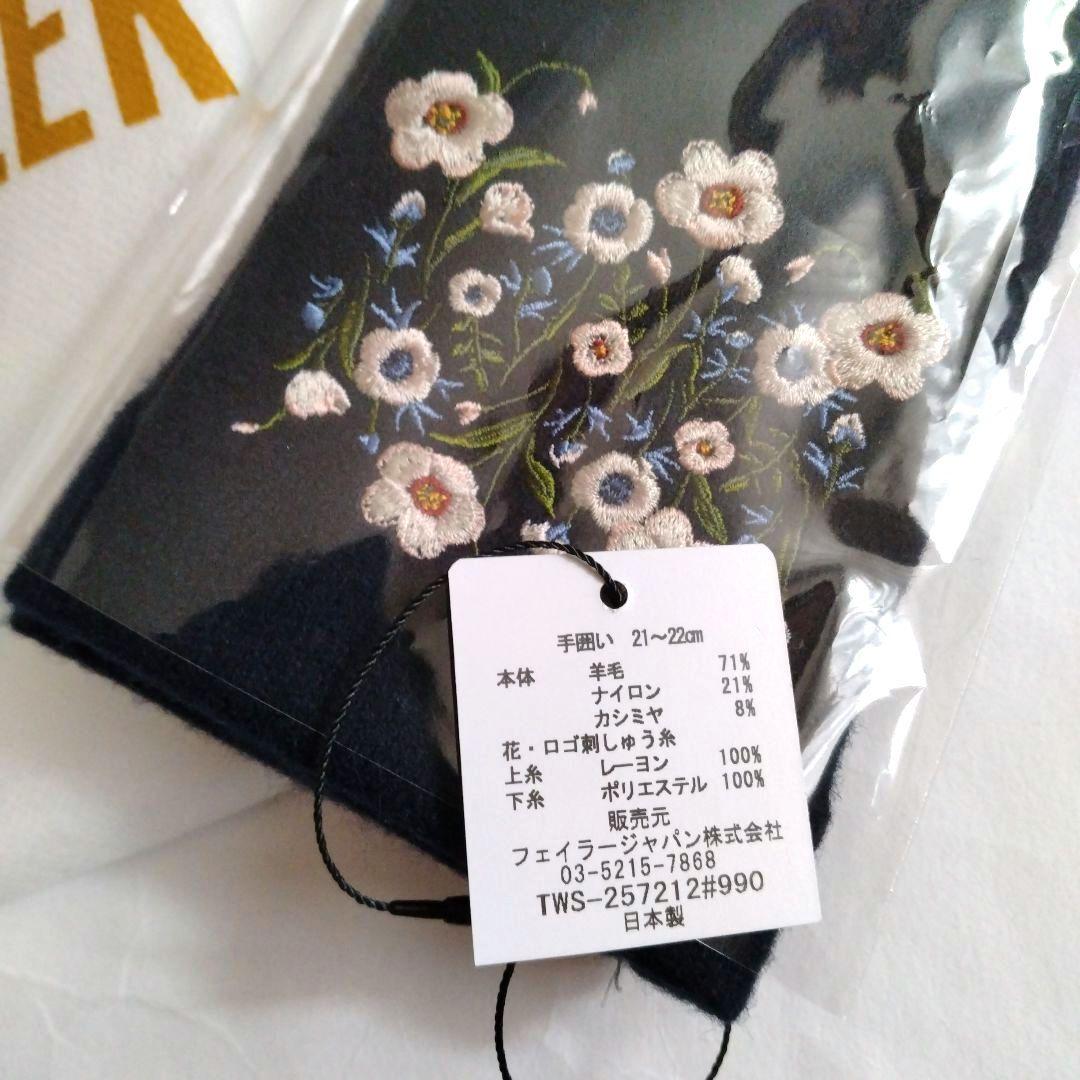 LER
手囲い 21～22㎝
本体 羊毛 71%
ナイロン 21%
カシミヤ 8%
花・ロゴ刺しゅう糸
上糸 レーヨン 100%
下糸 ポリエステル 100%
販売元
フェイラージャパン株式会社
03-5215-7868
TWS-257212#990
日本製